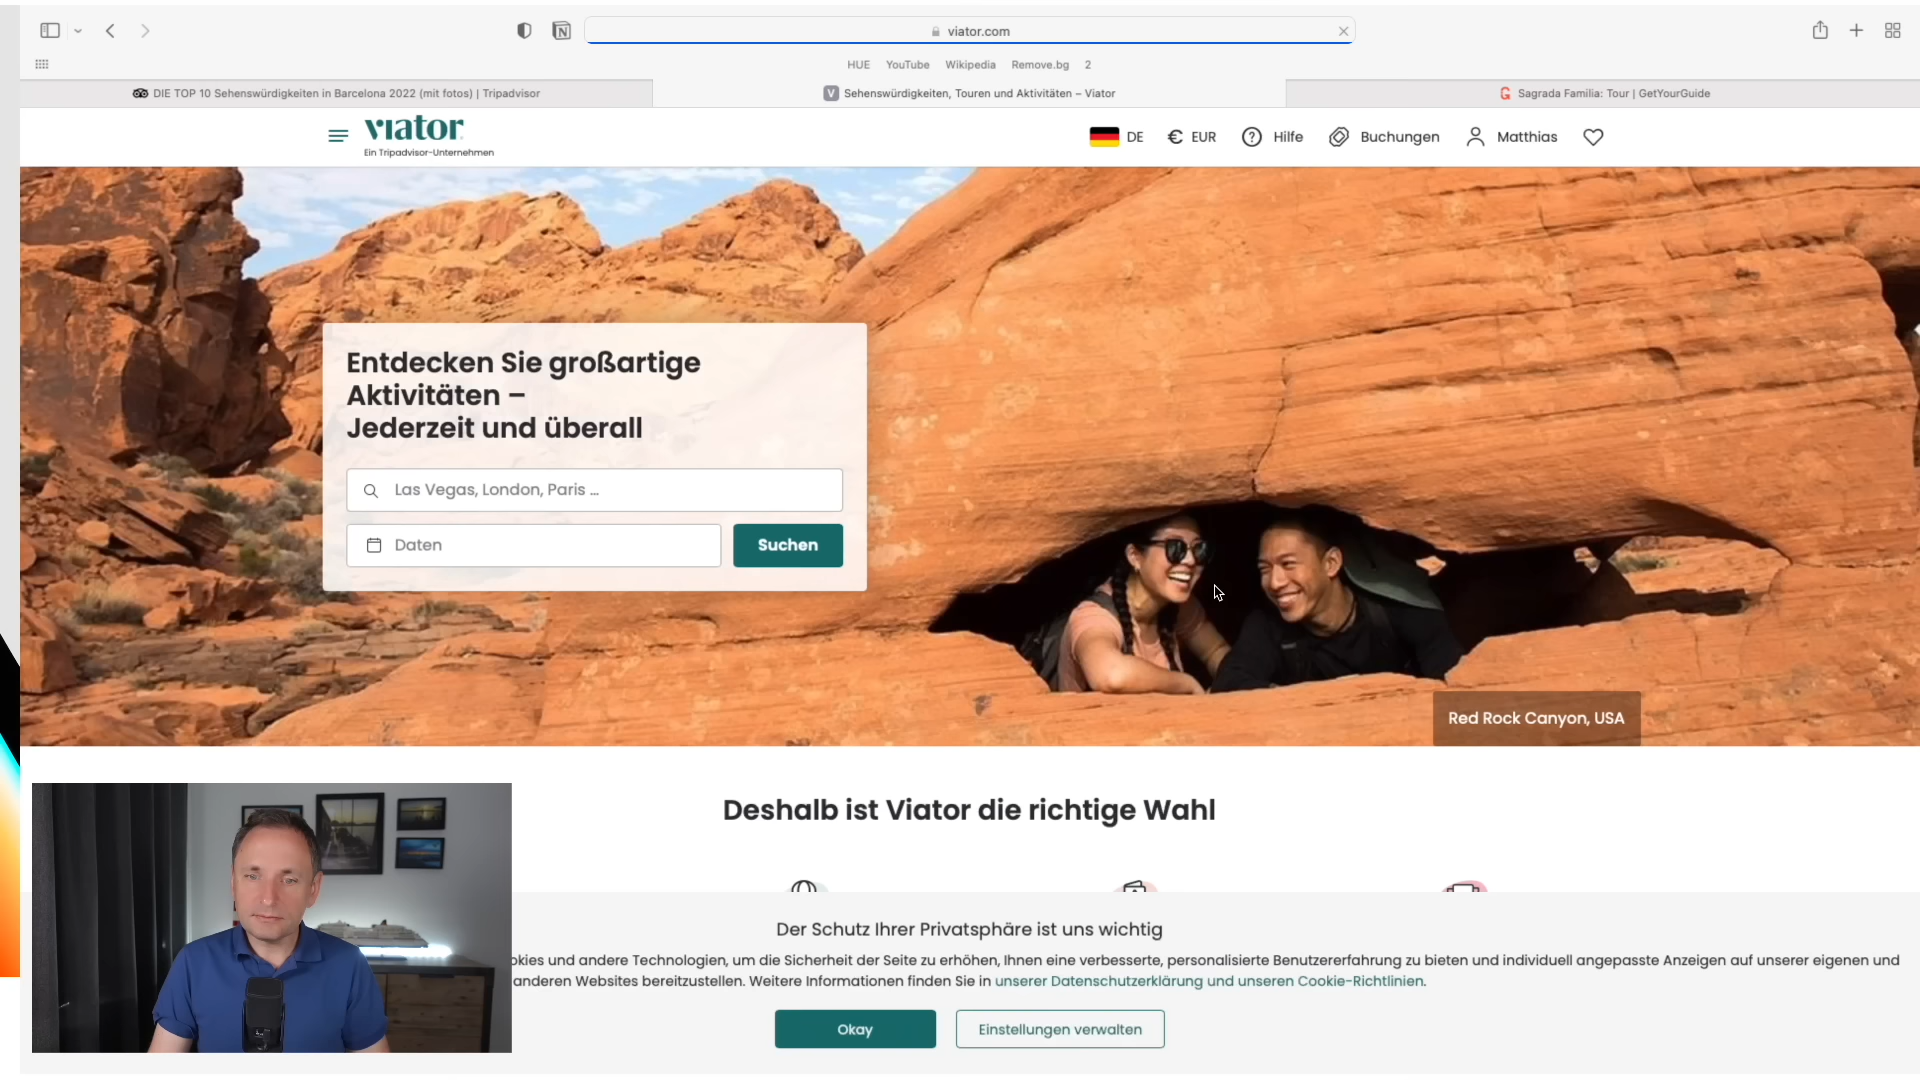 viator.com
HUE YouTube Wikipedia Remove.bg 2
DIE TOP 10 Sehenswürdigkeiten in Barcelona 2022 (mit fotos) | Tripadvisor
V Sehenswürdigkeiten, Touren und Aktivitäten – Viator
Sagrada Familia: Tour | GetYourGuide
viator
Ein Tripadvisor-Unternehmen
DE € EUR Hilfe Buchungen Matthias
Entdecken Sie großartige
Aktivitäten –
Jederzeit und überall
Las Vegas, London, Paris ...
Daten
Suchen
Red Rock Canyon, USA
Deshalb ist Viator die richtige Wahl
Der Schutz Ihrer Privatsphäre ist uns wichtig
okies und andere Technologien, um die Sicherheit der Seite zu erhöhen, Ihnen eine verbesserte, personalisierte Benutzererfahrung zu bieten und individuell angepasste Anzeigen auf unserer eigenen und
anderen Websites bereitzustellen. Weitere Informationen finden Sie in unserer Datenschutzerklärung und unseren Cookie-Richtlinien.
Okay
Einstellungen verwalten